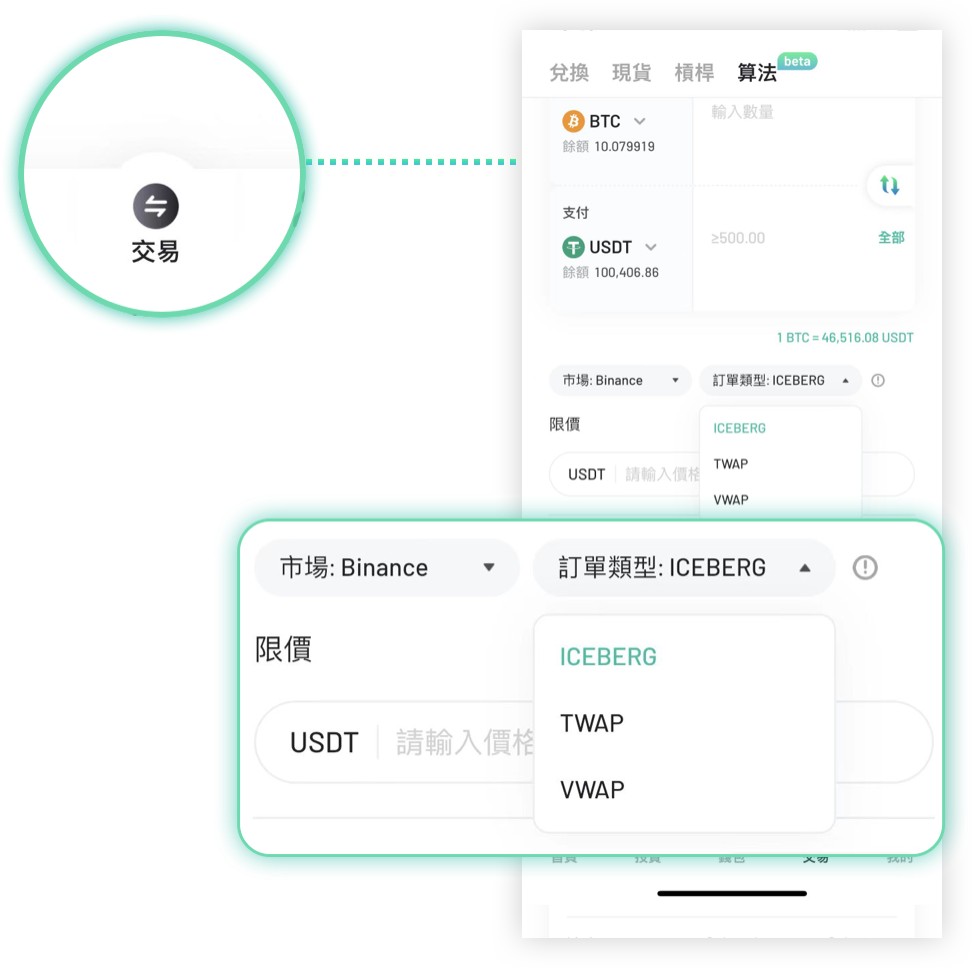 交易
兌換 現貨 槓桿 算法 beta
BTC 輸入數量
餘額 10.079919
支付
USDT ≥500.00 全部
餘額 100,406.86
1 BTC = 46,516.08 USDT
市場: Binance 訂單類型: ICEBERG
限價
ICEBERG
USDT 請輸入價格
TWAP
VWAP
市場: Binance 訂單類型: ICEBERG
限價
ICEBERG
TWAP
USDT 請輸入價格
VWAP
首頁 投資 錢包 交易 我的